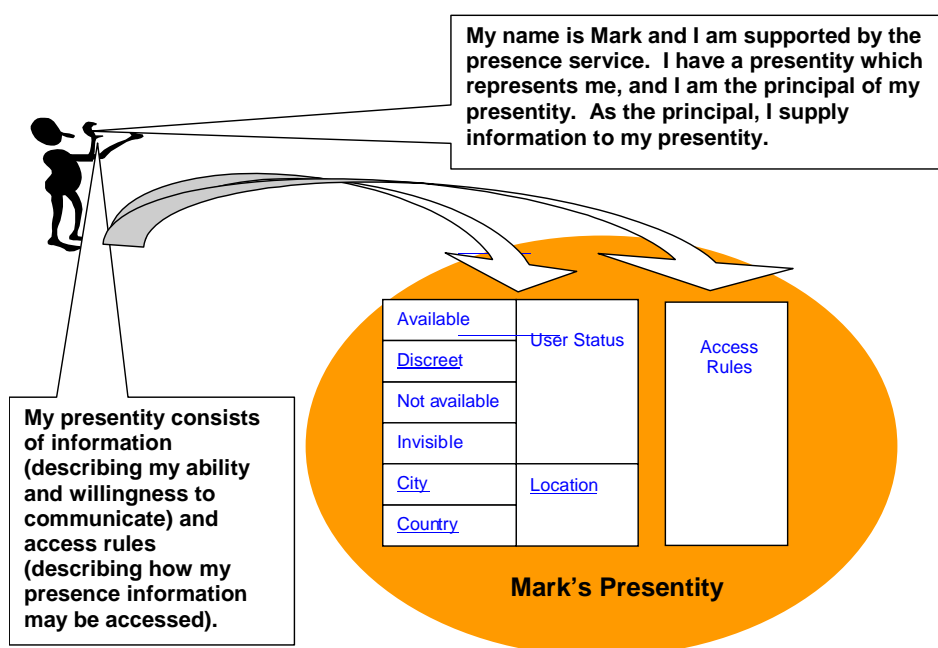 My name is Mark and I am supported by the
presence service.  I have a presentity which
represents me, and I am the principal of my
presentity.  As the principal, I supply
information to my presentity.
Available
User Status
Discreet
Not available
Invisible
City
Location
Country
Access
Rules
My presentity consists
of information
(describing my ability
and willingness to
communicate) and
access rules
(describing how my
presence information
may be accessed).
Mark's Presentity